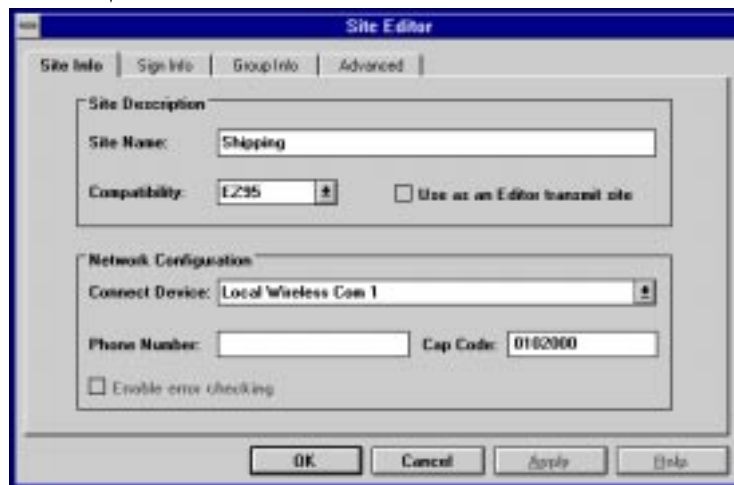 Site Editor
Site Info Sign Info Group Info Advanced
Site Description
Site Name: Shipping
Compatibility: EZ95 Use as an Editor transmit site
Network Configuration
Connect Device: Local Wireless Com 1
Phone Number: Cap Code: 0102000
Enable error checking
OK Cancel Apply Help